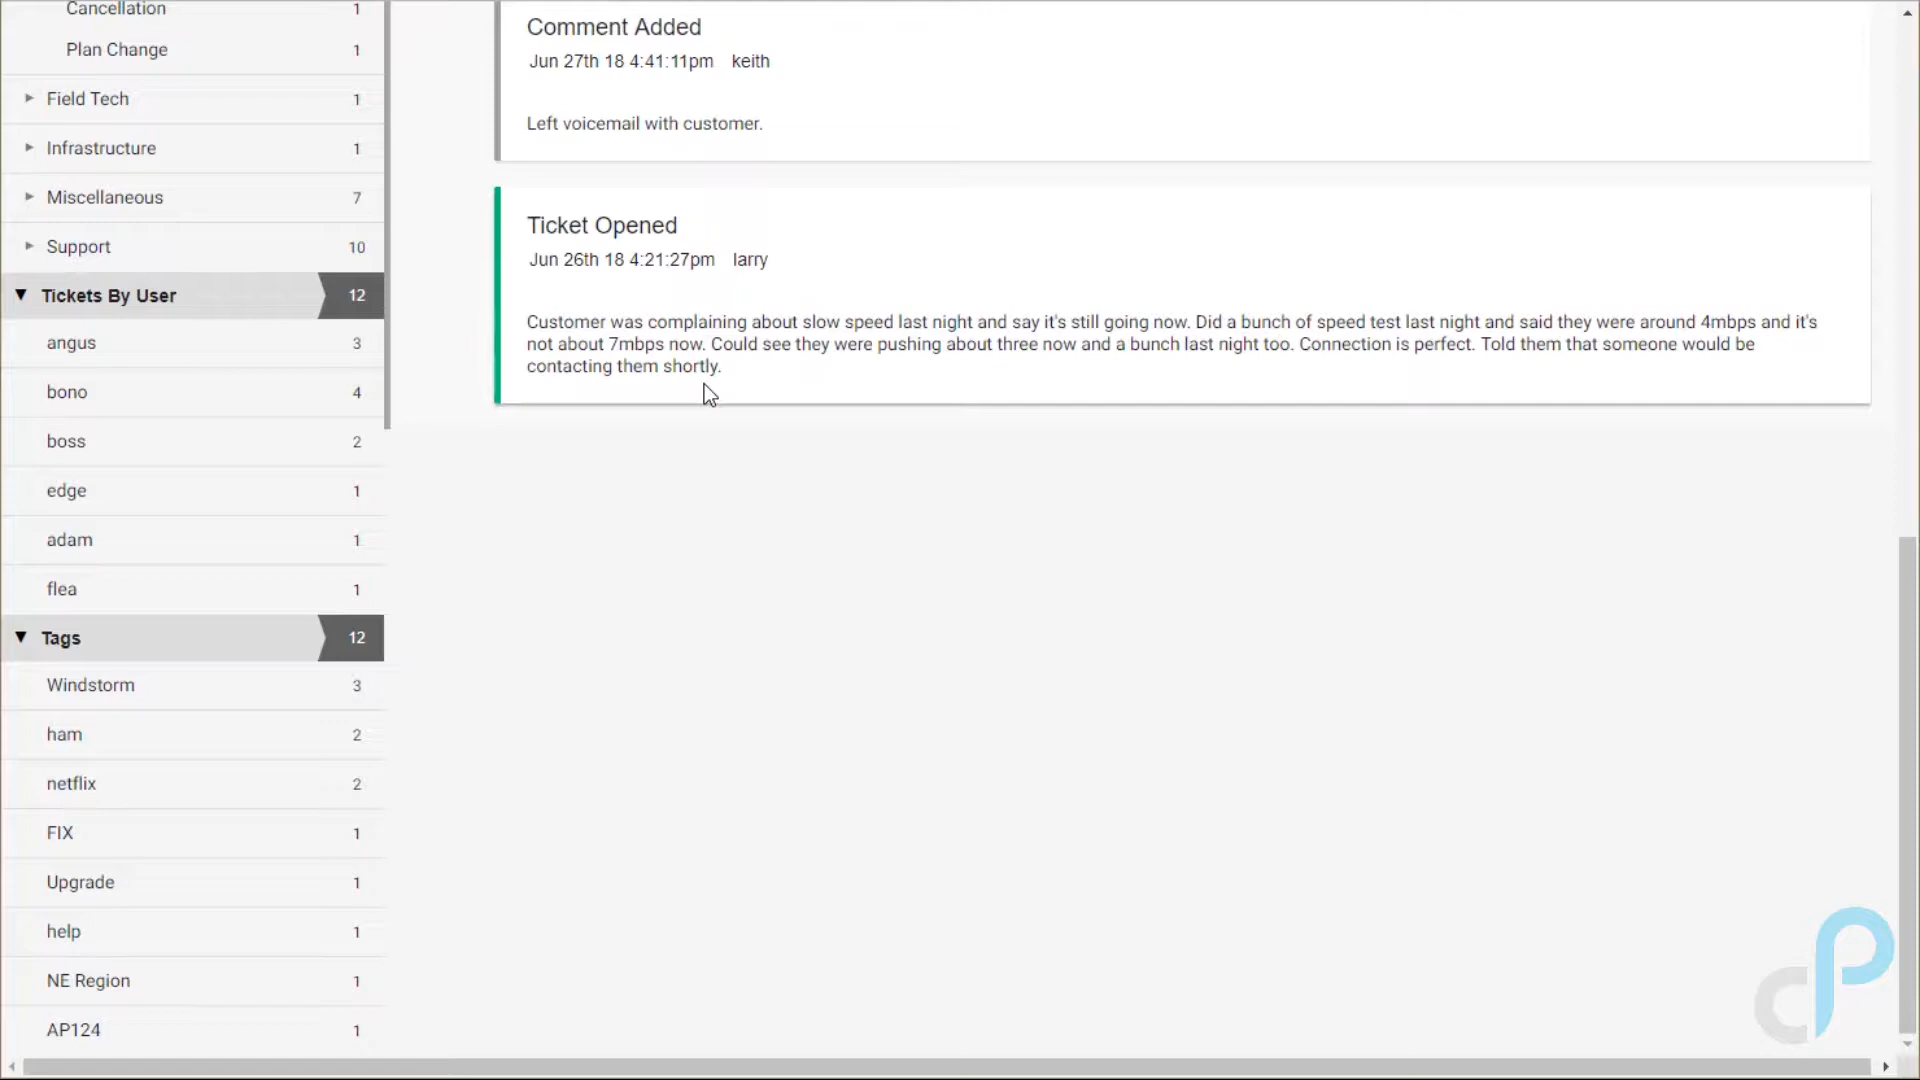 Cancellation 1
Plan Change 1
Field Tech 1
Infrastructure 1
Miscellaneous 7
Support 10
Tickets By User 12
angus 3
bono 4
boss 2
edge 1
adam 1
flea 1
Tags 12
Windstorm 3
ham 2
netflix 2
FIX 1
Upgrade 1
help 1
NE Region 1
AP124 1
Comment Added
Jun 27th 18 4:41:11pm keith
Left voicemail with customer.
Ticket Opened
Jun 26th 18 4:21:27pm larry
Customer was complaining about slow speed last night and say it's still going now. Did a bunch of speed test last night and said they were around 4mbps and it's
not about 7mbps now. Could see they were pushing about three now and a bunch last night too. Connection is perfect. Told them that someone would be
contacting them shortly.
CP